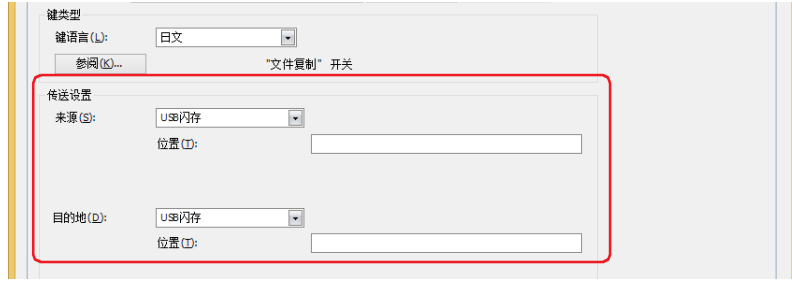 键类型
键语言(L): 日文
参阅(K)... "文件复制" 开关
传送设置
来源(S): USB闪存
位置(T):
目的地(D): USB闪存
位置(T):